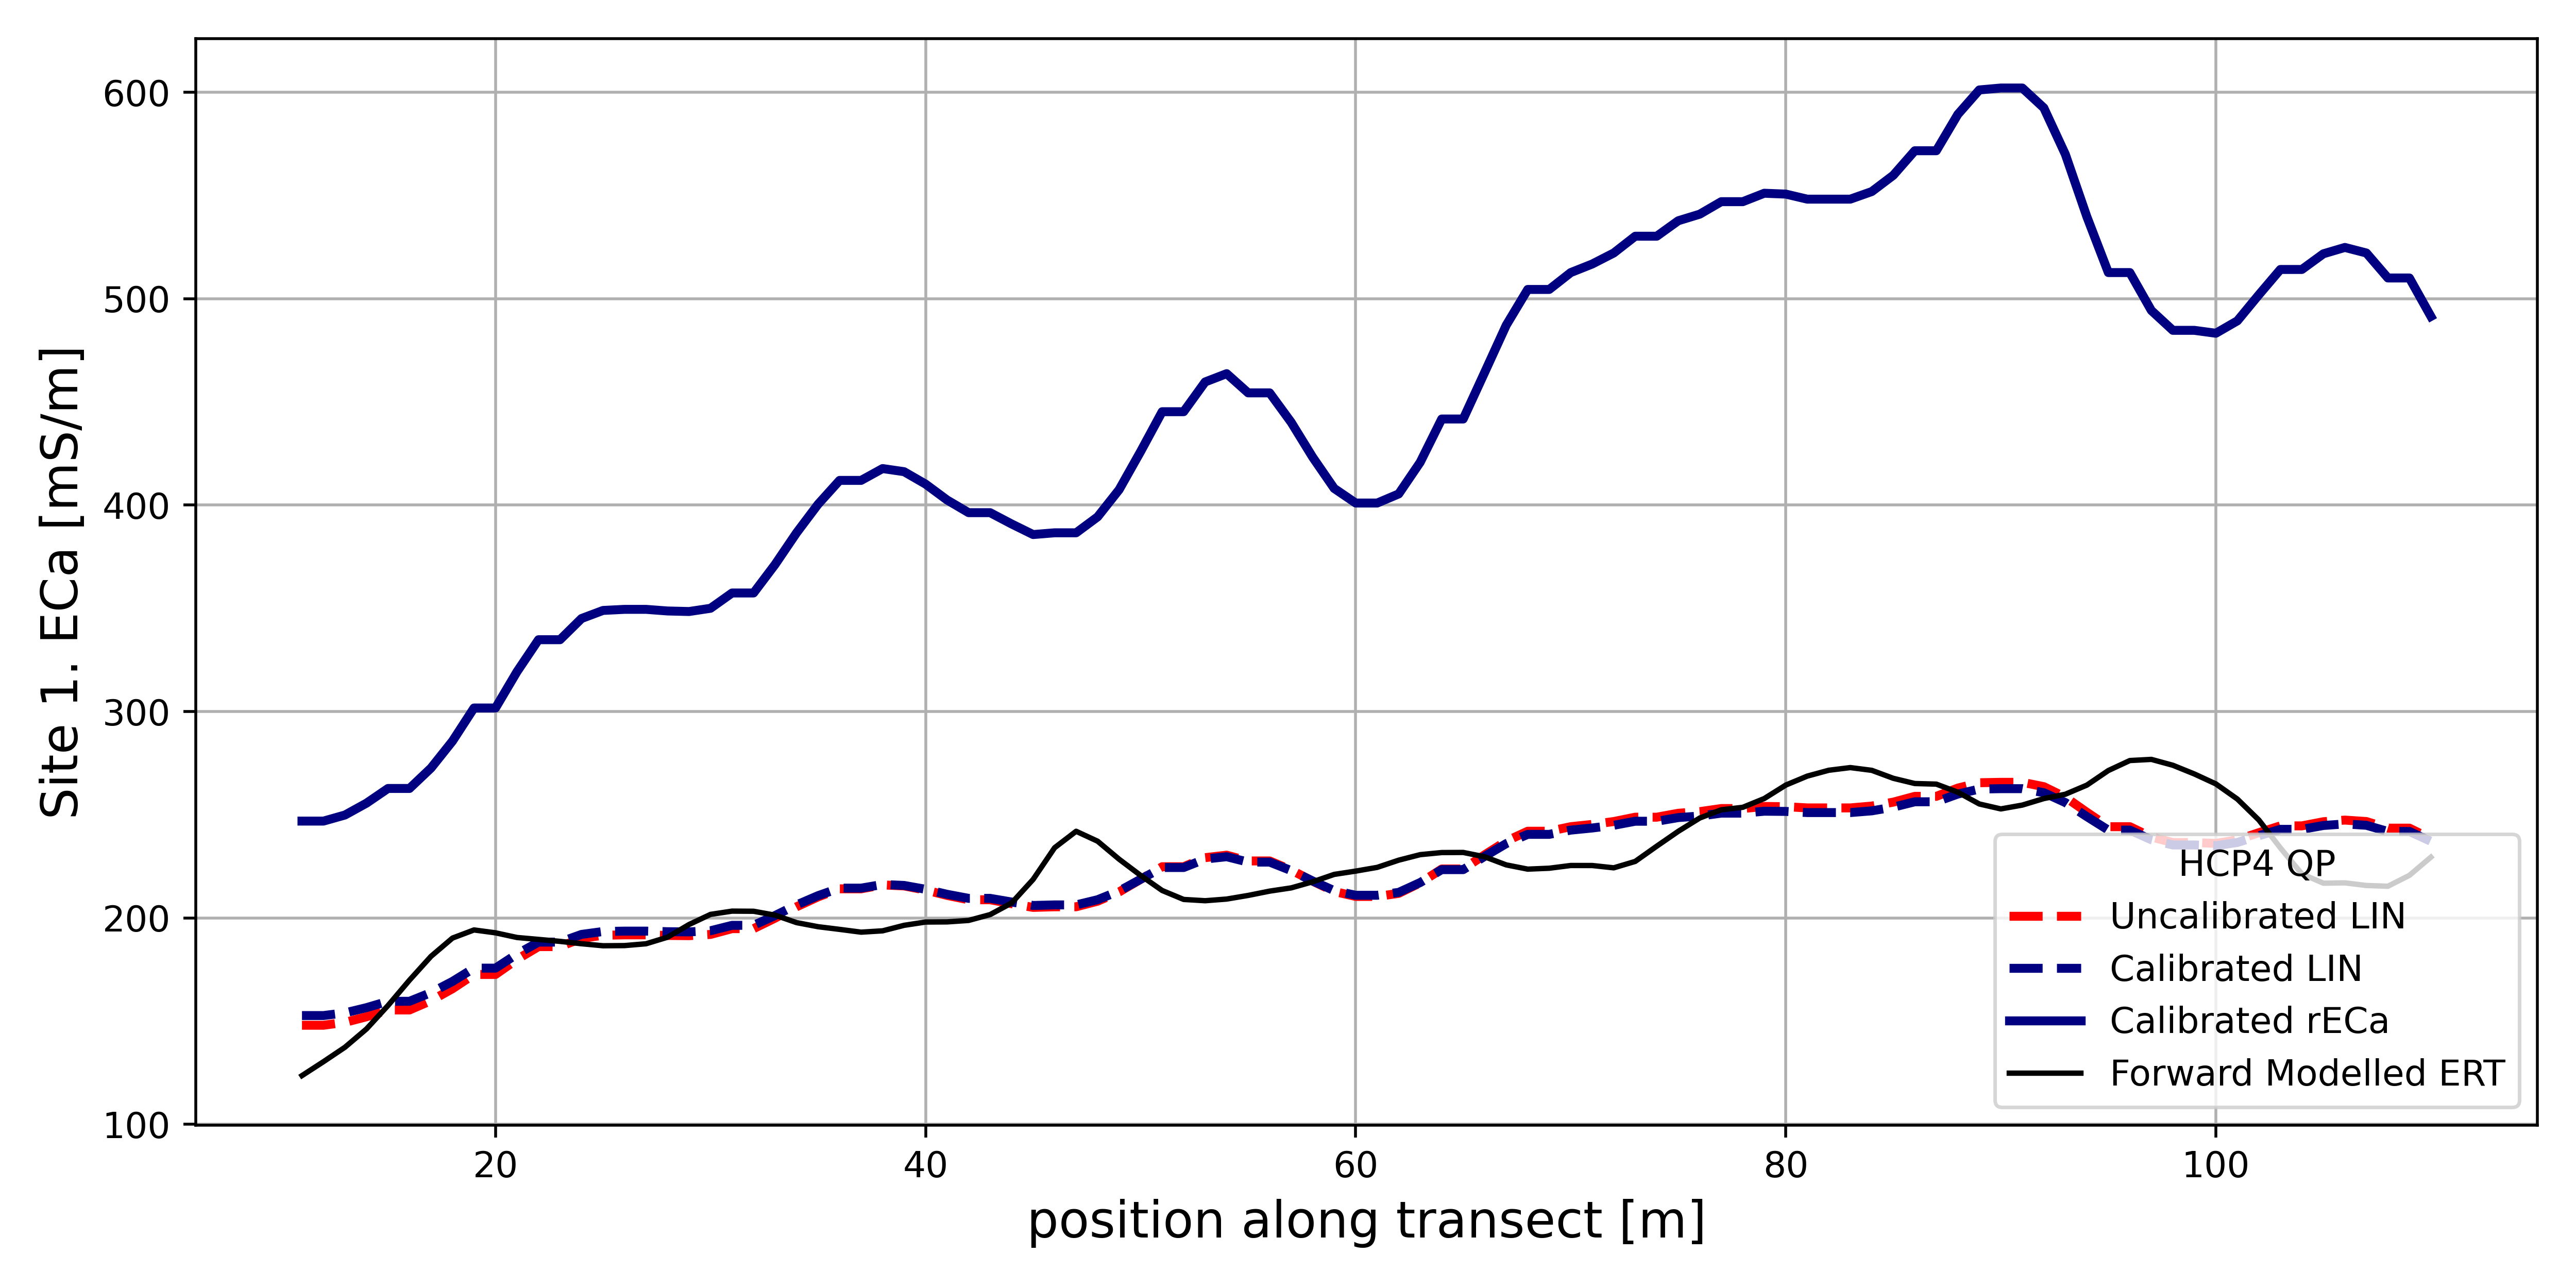 Site 1. ECa [mS/m]
600
500
400
300
200
100
20
40
60
80
100
position along transect [m]
HCP4 QP
Uncalibrated LIN
Calibrated LIN
Calibrated rECa
Forward Modelled ERT